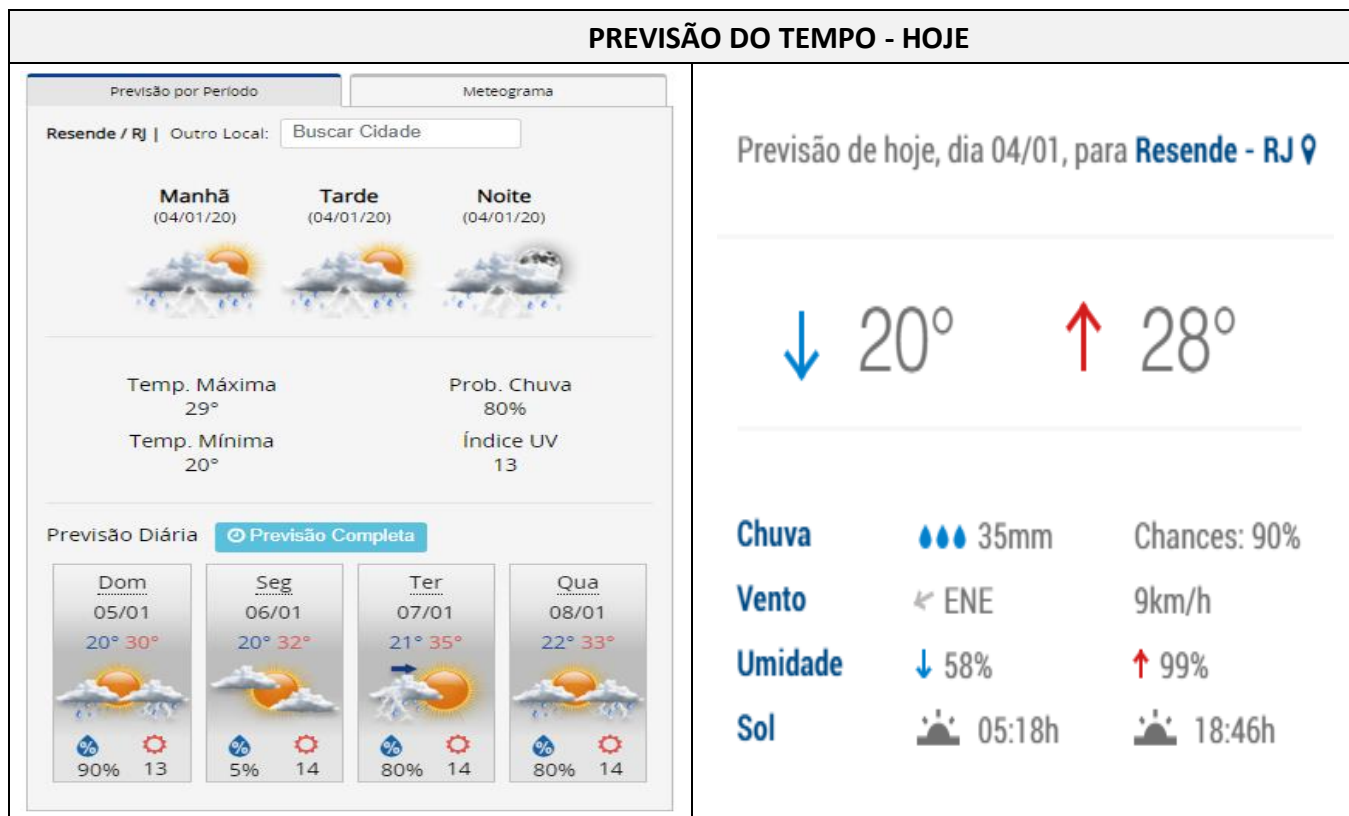 PREVISÃO DO TEMPO - HOJE
Previsão por Período
Meteograma
Resende / RJ | Outro Local: Buscar Cidade
Manhã Tarde Noite
(04/01/20) (04/01/20) (04/01/20)
Temp. Máxima Prob. Chuva
29° 80%
Temp. Mínima Índice UV
20° 13
Previsão Diária Previsão Completa
Dom Seg Ter Qua
05/01 06/01 07/01 08/01
20° 30° 20° 32° 21° 35° 22° 33°
% % % %
90% 13 5% 14 80% 14 80% 14
Previsão de hoje, dia 04/01, para Resende - RJ
20° 28°
Chuva 35mm Chances: 90%
Vento ENE 9km/h
Umidade 58% 99%
Sol 05:18h 18:46h